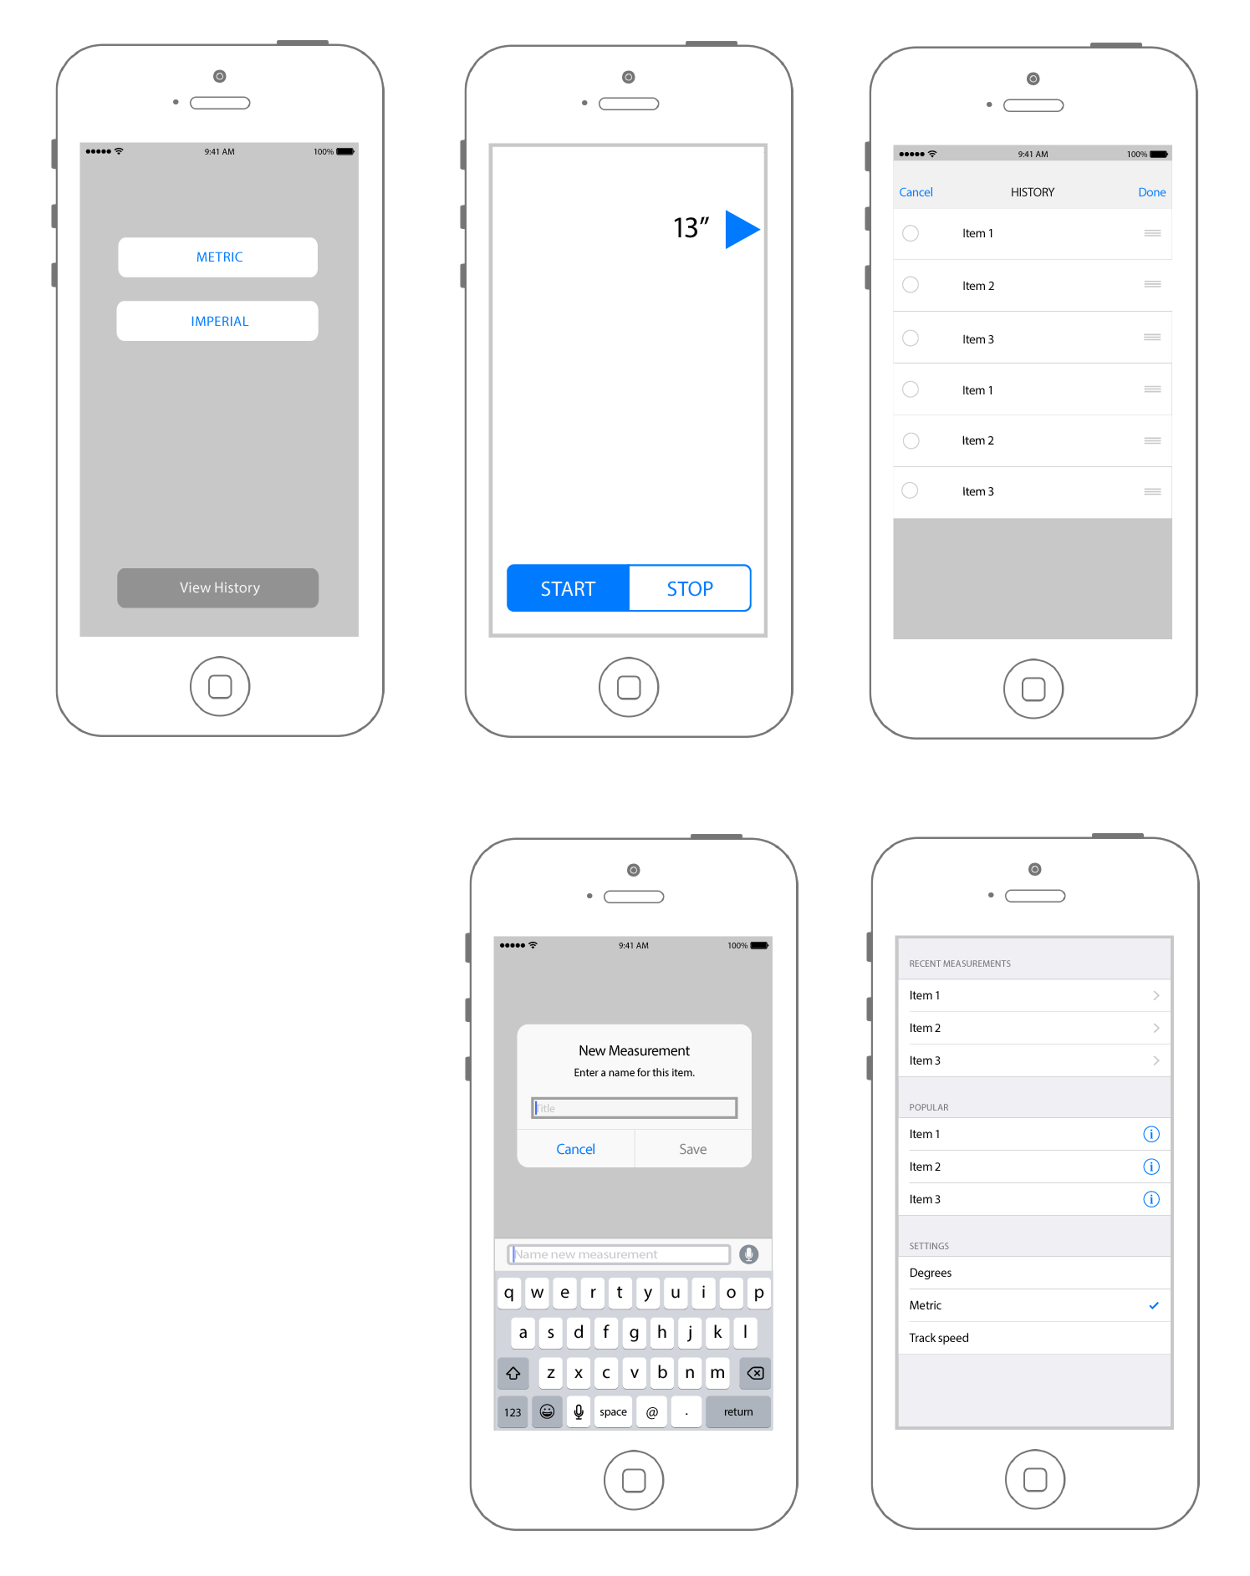 9:41 AM 100%
METRIC
IMPERIAL
View History
13”
START STOP
9:41 AM 100%
Cancel HISTORY Done
Item 1
Item 2
Item 3
Item 1
Item 2
Item 3
9:41 AM 100%
New Measurement
Enter a name for this item.
Title
Cancel Save
Name new measurement
q w e r t y u i o p
a s d f g h j k l
z x c v b n m
123 space @ . return
RECENT MEASUREMENTS
Item 1
Item 2
Item 3
POPULAR
Item 1 i
Item 2 i
Item 3 i
SETTINGS
Degrees
Metric
Track speed